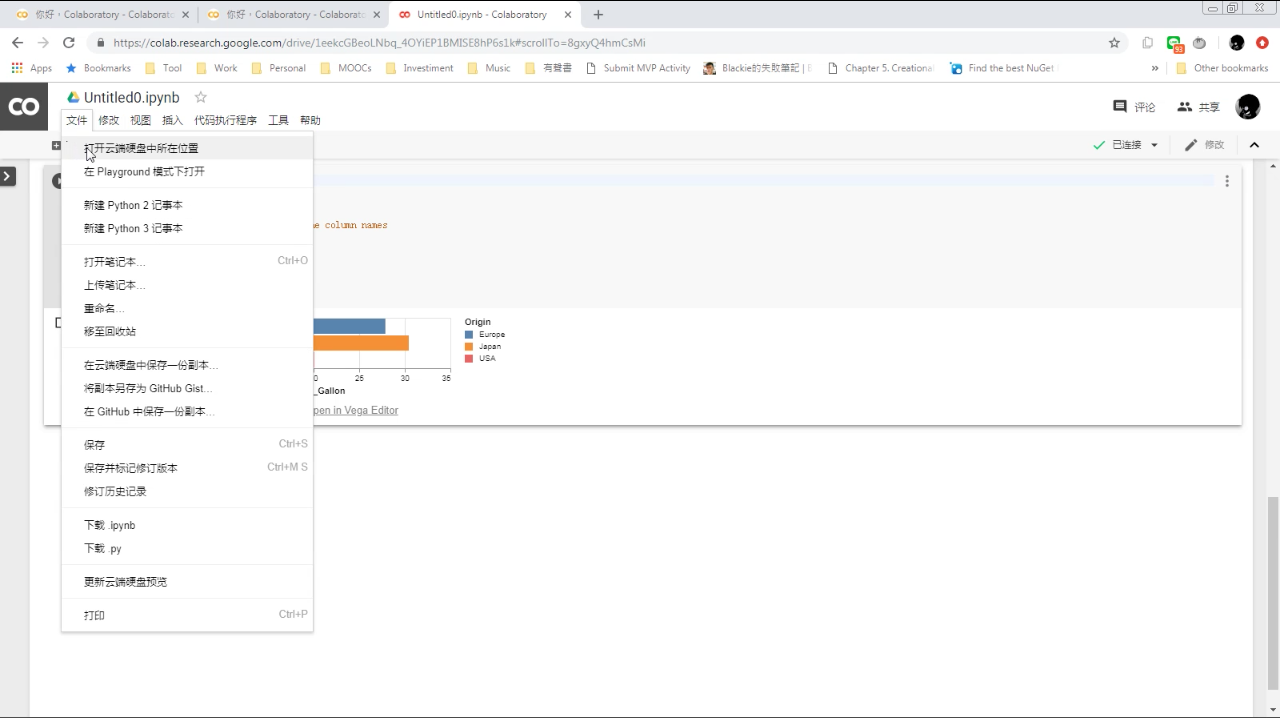 你好，Colaboratory - Colaborato
你好，Colaboratory - Colaborato
Untitled0.ipynb - Colaboratory
https://colab.research.google.com/drive/1eekcGBeoLNbq_4OYiEP1BMISE8hP6s1k#scrollTo=8gxyQ4hmCsMi
93
Apps
Bookmarks
Tool
Work
Personal
MOOCs
Investiment
Music
有聲書
Submit MVP Activity
Blackie的失敗筆記 | E
Chapter 5. Creationa
Find the best NuGet
Other bookmarks
CO
Untitled0.ipynb
评论
共享
文件 修改 视图 插入 代码执行程序 工具 帮助
已连接
修改
打开云端硬盘中所在位置
在 Playground 模式下打开
新建 Python 2 记事本
新建 Python 3 记事本
打开笔记本… Ctrl+O
上传笔记本…
重命名…
移至回收站
在云端硬盘中保存一份副本…
将副本另存为 GitHub Gist…
在 GitHub 中保存一份副本…
保存 Ctrl+S
保存并标记修订版本 Ctrl+M S
修订历史记录
下载 .ipynb
下载 .py
更新云端硬盘预览
打印 Ctrl+P
column names
Origin
Europe
Japan
USA
25 30 35
_Gallon
pen in Vega Editor